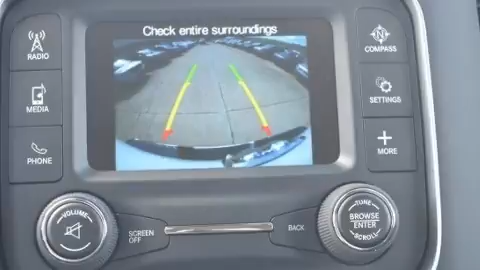 Check entire surroundings
RADIO
MEDIA
PHONE
N
COMPASS
SETTINGS
MORE
VOLUME
SCREEN
OFF
BACK
TUNE
BROWSE
ENTER
SCROLL